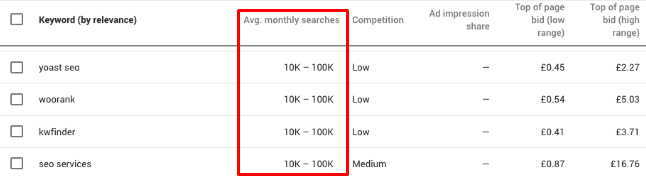 Keyword (by relevance) Avg. monthly searches Competition Ad impression share Top of page bid (low range) Top of page bid (high range)
yoast seo 10K – 100K Low – £0.45 £2.27
woorank 10K – 100K Low – £0.54 £5.03
kwfinder 10K – 100K Low – £0.41 £3.71
seo services 10K – 100K Medium – £0.87 £16.76